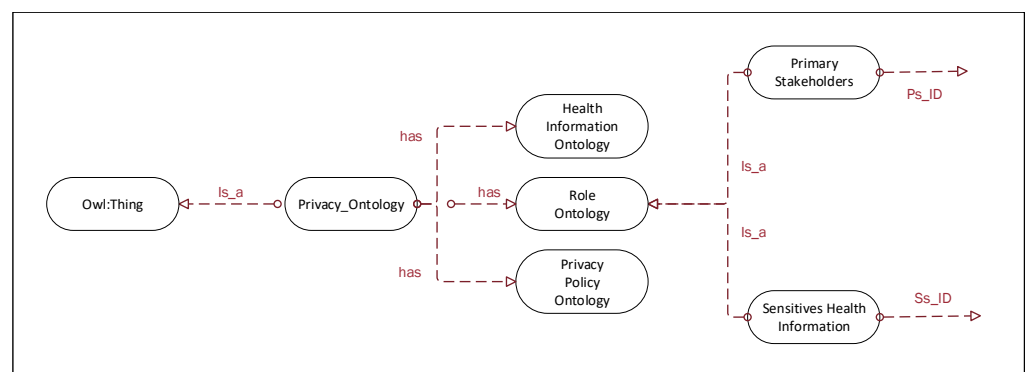 Primary
Stakeholders
Ps_ID
Health
Information
Ontology
has
Is_a
Owl:Thing
Is_a
Privacy_Ontology
has
Role
Ontology
Is_a
has
Privacy
Policy
Ontology
Sensitives Health
Information
Ss_ID